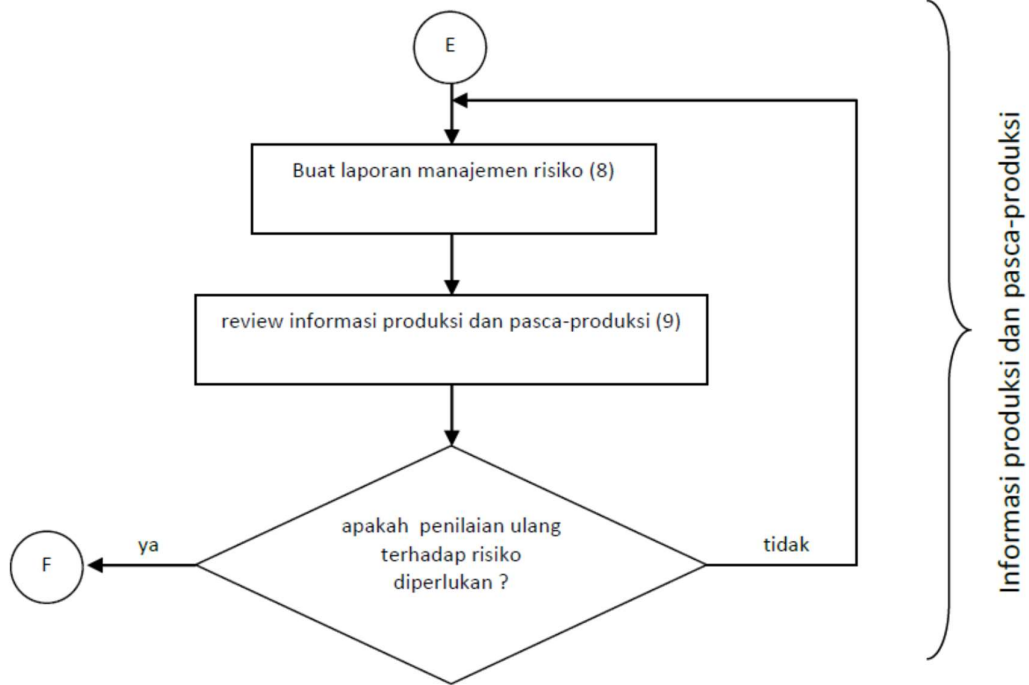 E
Buat laporan manajemen risiko (8)
review informasi produksi dan pasca-produksi (9)
apakah penilaian ulang
terhadap risiko
diperlukan ?
ya
tidak
F
Informasi produksi dan pasca-produksi